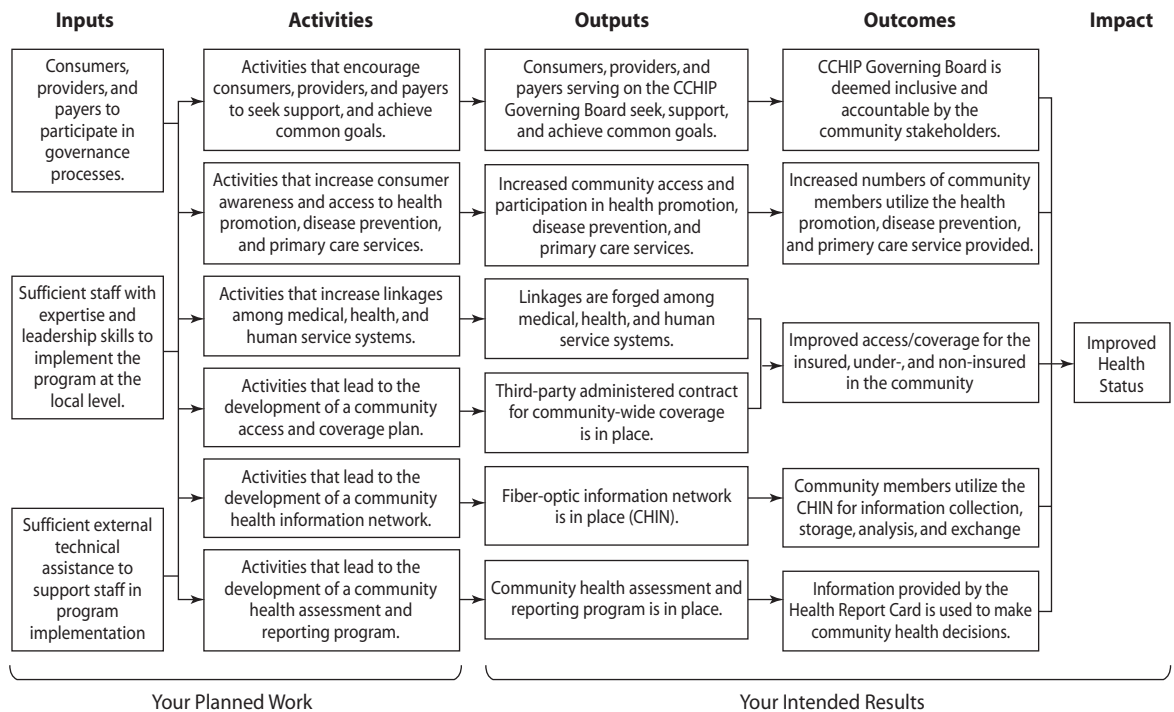 Inputs
Activities
Outputs
Outcomes
Impact
Consumers,
providers, and
payers to
participate in
governance
processes.
Sufficient staff with
expertise and
leadership skills to
implement the
program at the
local level.
Sufficient external
technical
assistance to
support staff in
program
implementation
Activities that encourage
consumers, providers, and payers
to seek support, and achieve
common goals.
Activities that increase consumer
awareness and access to health
promotion, disease prevention,
and primary care services.
Activities that increase linkages
among medical, health, and
human service systems.
Activities that lead to the
development of a community
access and coverage plan.
Activities that lead to the
development of a community
health information network.
Activities that lead to the
development of a community
health assessment and
reporting program.
Consumers, providers, and
payers serving on the CCHIP
Governing Board seek, support,
and achieve common goals.
Increased community access and
participation in health promotion,
disease prevention, and
primary care services.
Linkages are forged among
medical, health, and human
service systems.
Third-party administered contract
for community-wide coverage
is in place.
Fiber-optic information network
is in place (CHIN).
Community health assessment and
reporting program is in place.
CCHIP Governing Board is
deemed inclusive and
accountable by the
community stakeholders.
Increased numbers of community
members utilize the health
promotion, disease prevention,
and primery care service provided.
Improved access/coverage for the
insured, under-, and non-insured
in the community
Community members utilize the
CHIN for information collection,
storage, analysis, and exchange
Information provided by the
Health Report Card is used to make
community health decisions.
Improved
Health
Status
Your Planned Work
Your Intended Results